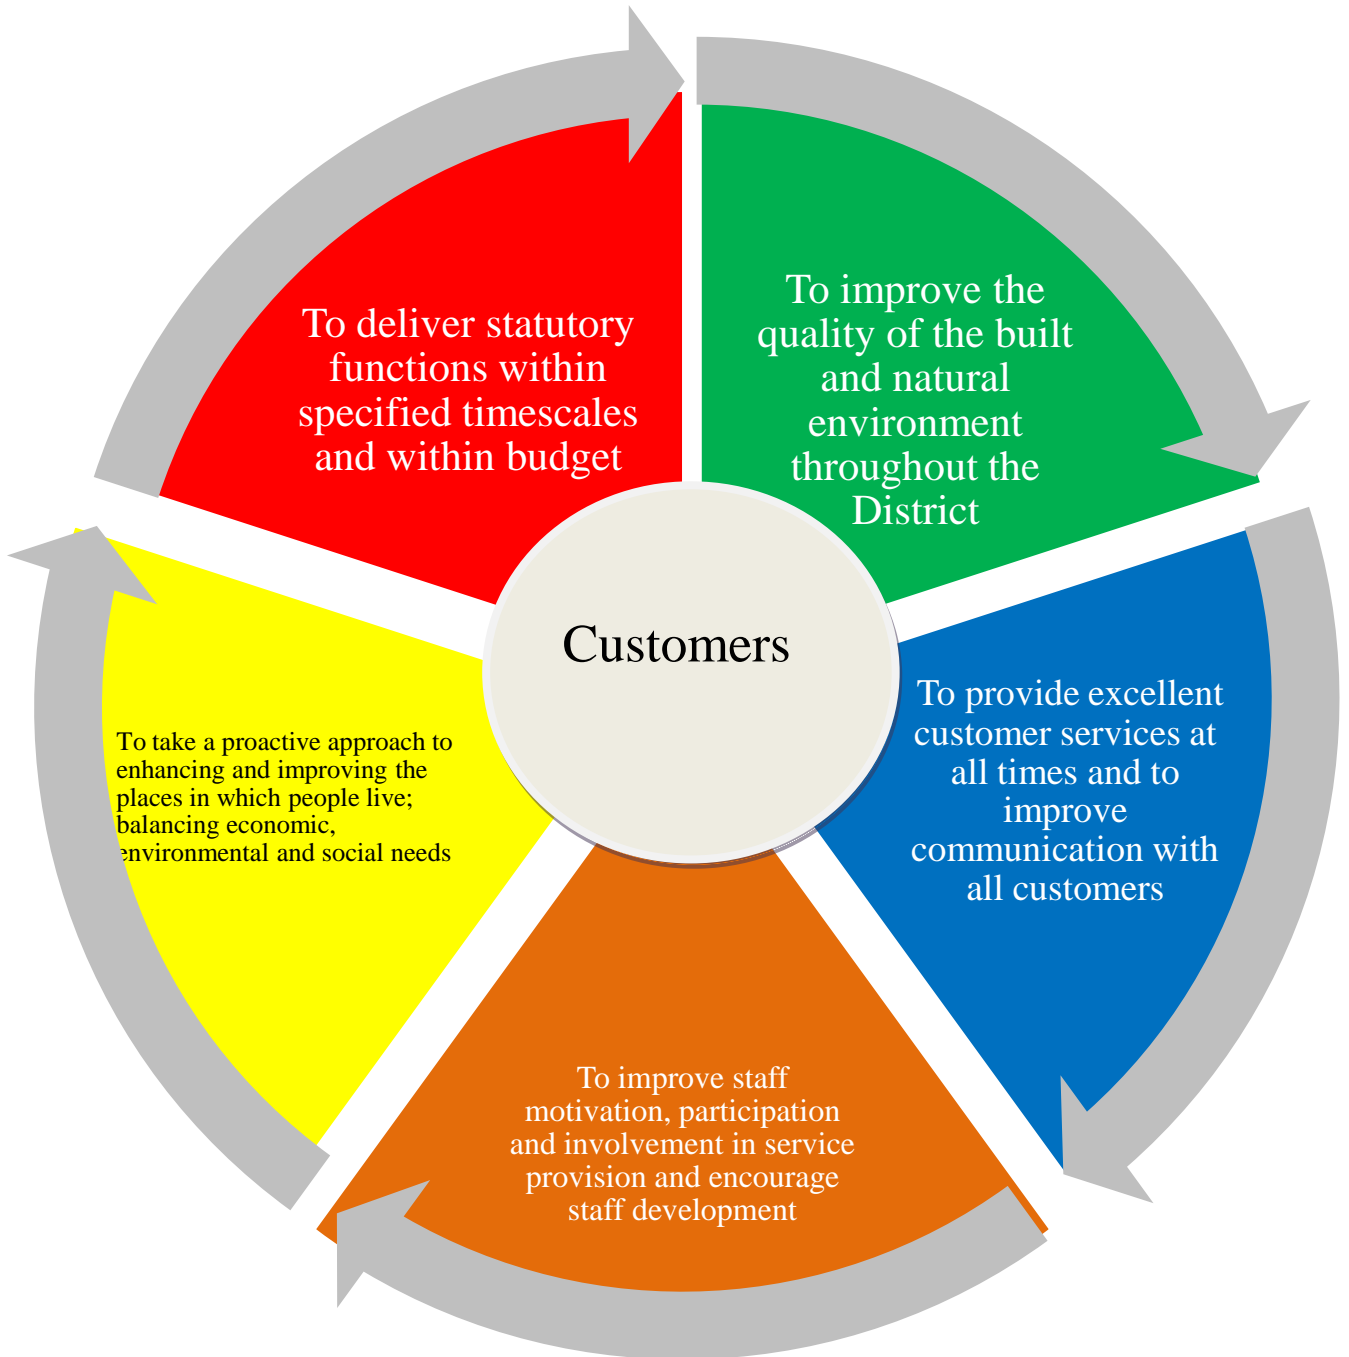 To deliver statutory
functions within
specified timescales
and within budget
To improve the
quality of the built
and natural
environment
throughout the
District
Customers
To provide excellent
customer services at
all times and to
improve
communication with
all customers
To take a proactive approach to
enhancing and improving the
places in which people live;
balancing economic,
environmental and social needs
To improve staff
motivation, participation
and involvement in service
provision and encourage
staff development